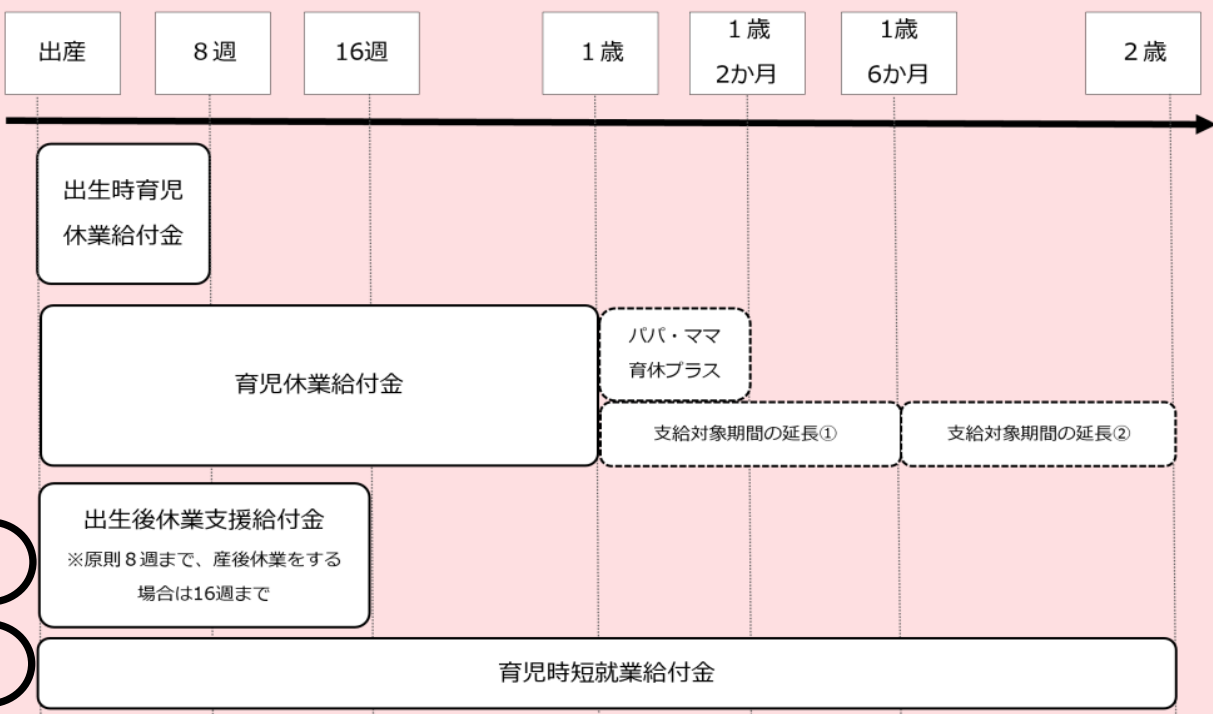 出産
８週
16週
１歳
１歳
2か月
1歳
6か月
２歳
出生時育児
休業給付金
育児休業給付金
パパ・ママ
育休プラス
支給対象期間の延長①
支給対象期間の延長②
出生後休業支援給付金
※原則８週まで、産後休業をする
場合は16週まで
育児時短就業給付金